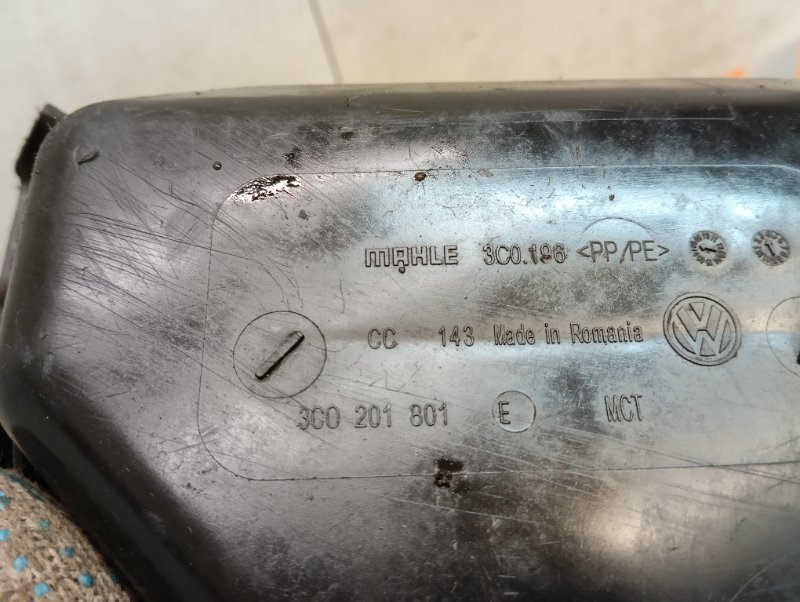 MAHLE 3C0.196 <PP/PE>
CC 143 Made in Romania
3C0 201 801 E MCT